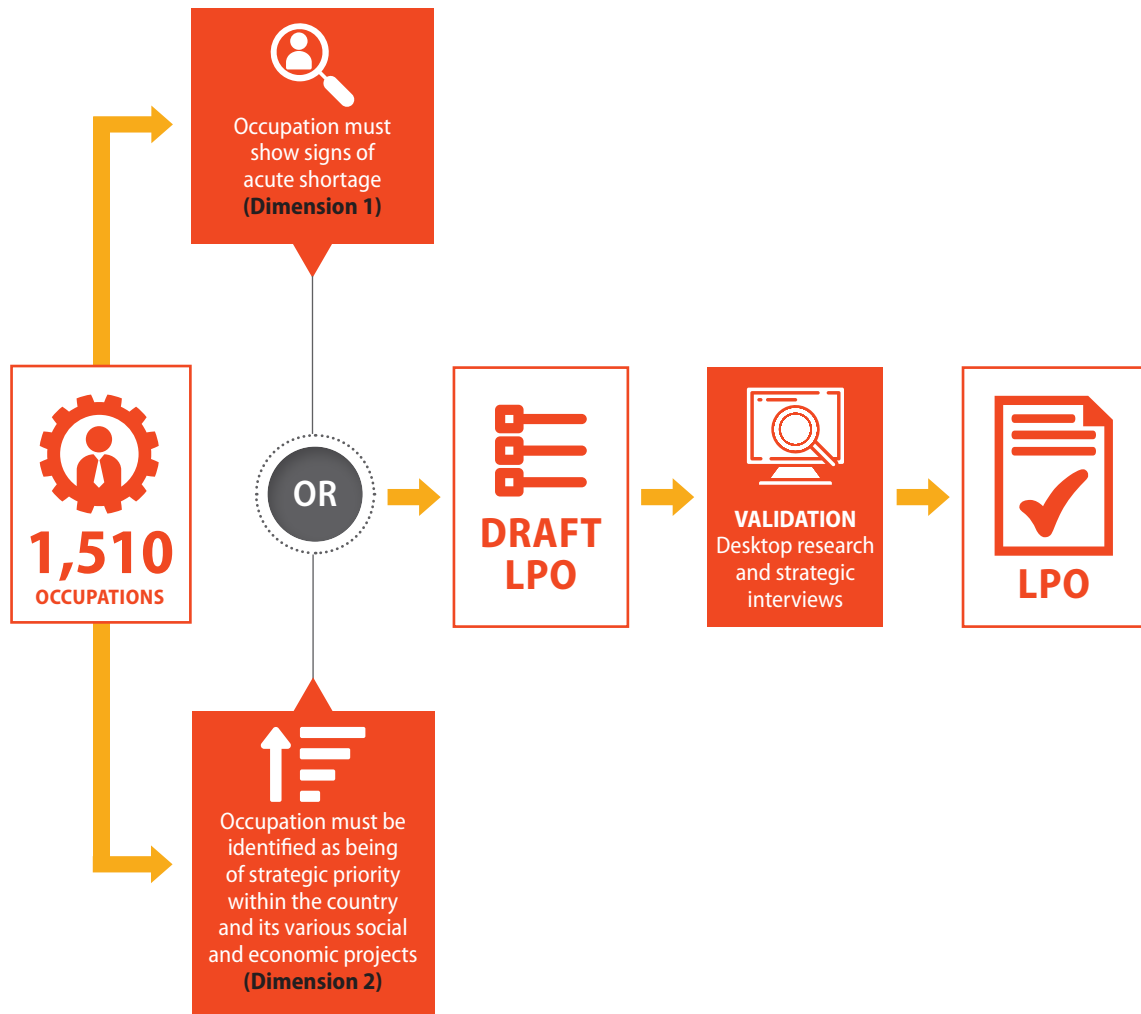 Occupation must
show signs of
acute shortage
(Dimension 1)
1,510
OCCUPATIONS
OR
DRAFT
LPO
VALIDATION
Desktop research
and strategic
interviews
LPO
Occupation must be
identified as being
of strategic priority
within the country
and its various social
and economic projects
(Dimension 2)